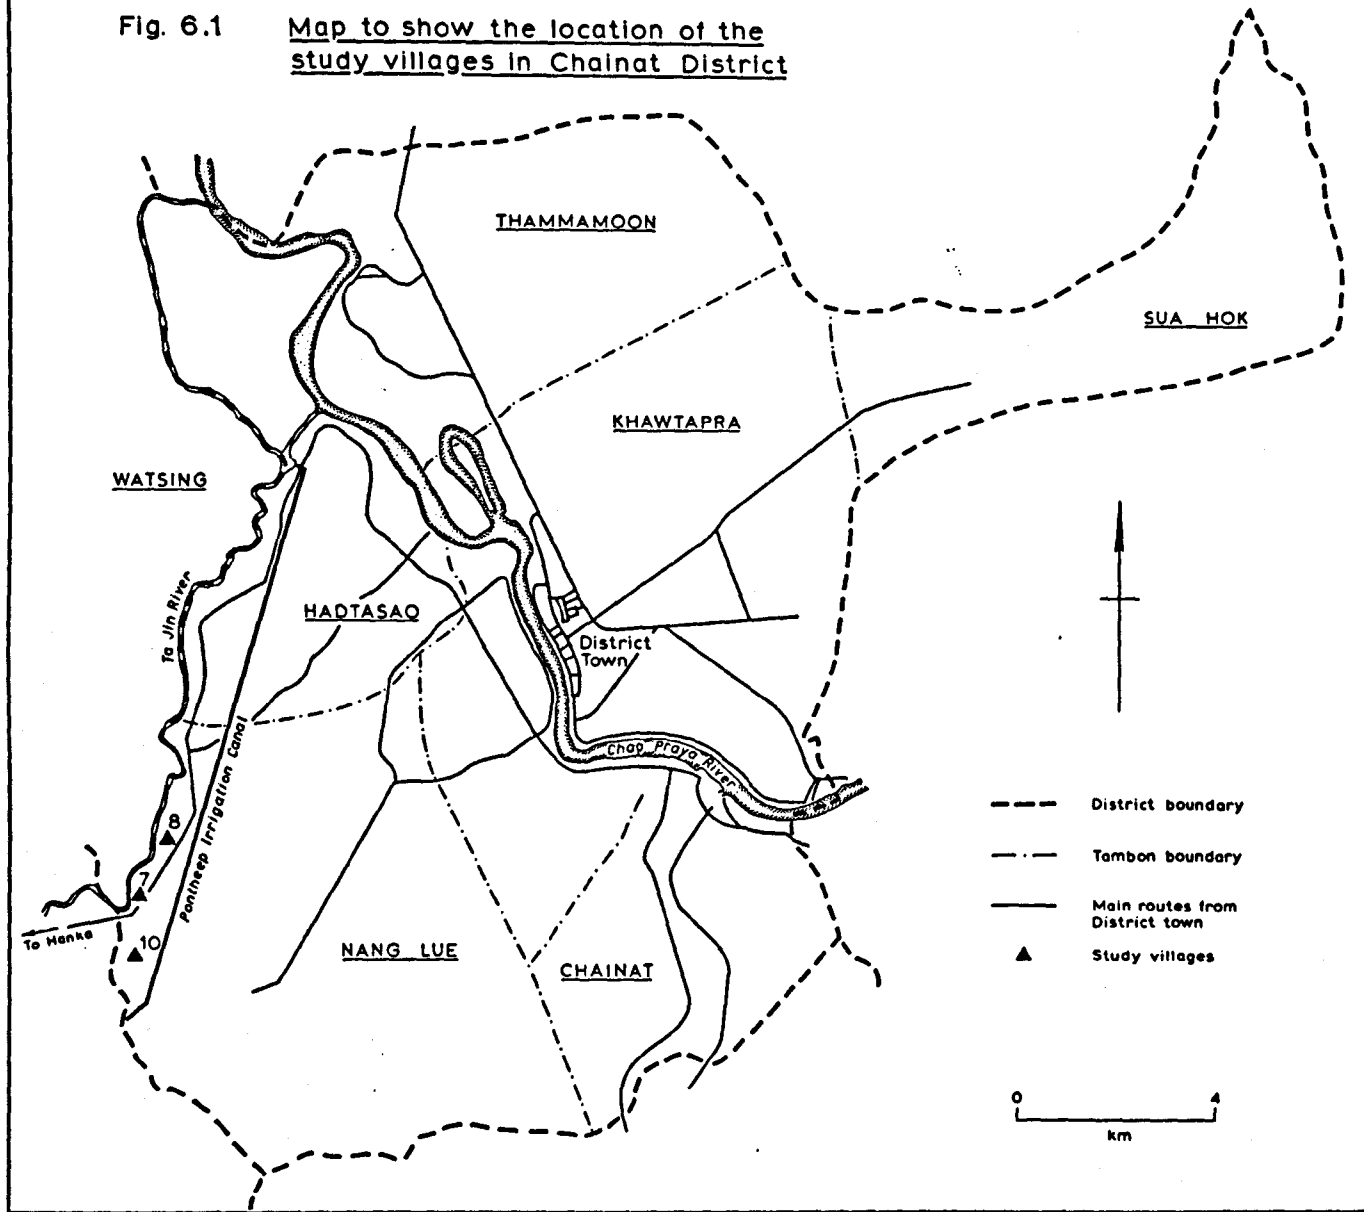 Fig. 6.1
Map to show the location of the
study villages in Chainat District
THAMMAMOON
SUA HOK
KHAWTAPRA
WATSING
HADTASAO
Ta Jin River
District
Town
Pontheep Irrigation Canal
Chao Praya River
8
7
To Hanka
10
NANG LUE
CHAINAT
District boundary
Tambon boundary
Main routes from
District town
Study villages
0 4
km